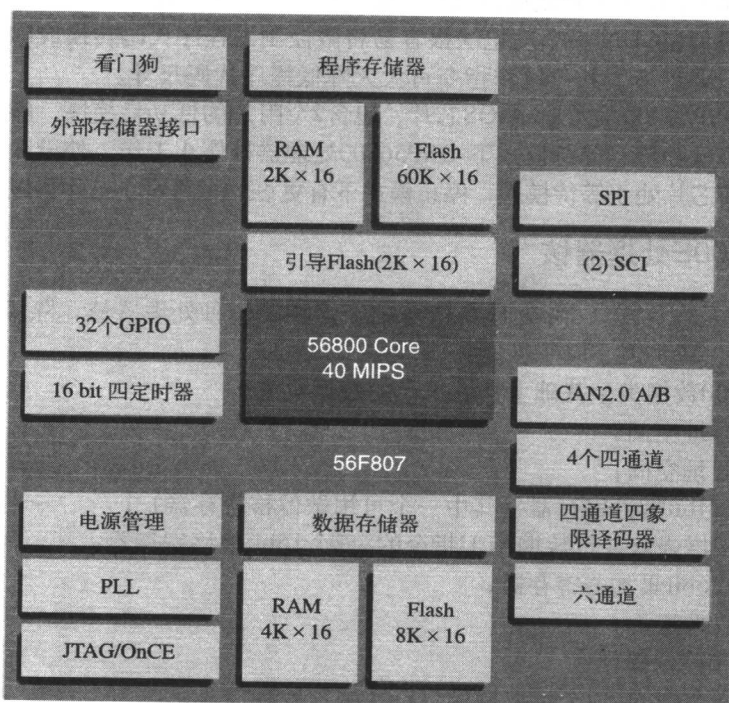 看门狗
程序存储器
外部存储器接口
RAM
2K × 16
Flash
60K × 16
SPI
引导Flash(2K × 16)
(2) SCI
32个GPIO
56800 Core
40 MIPS
16 bit 四定时器
CAN2.0 A/B
56F807
4个四通道
电源管理
数据存储器
四通道四象
限译码器
PLL
RAM
4K × 16
Flash
8K × 16
六通道
JTAG/OnCE